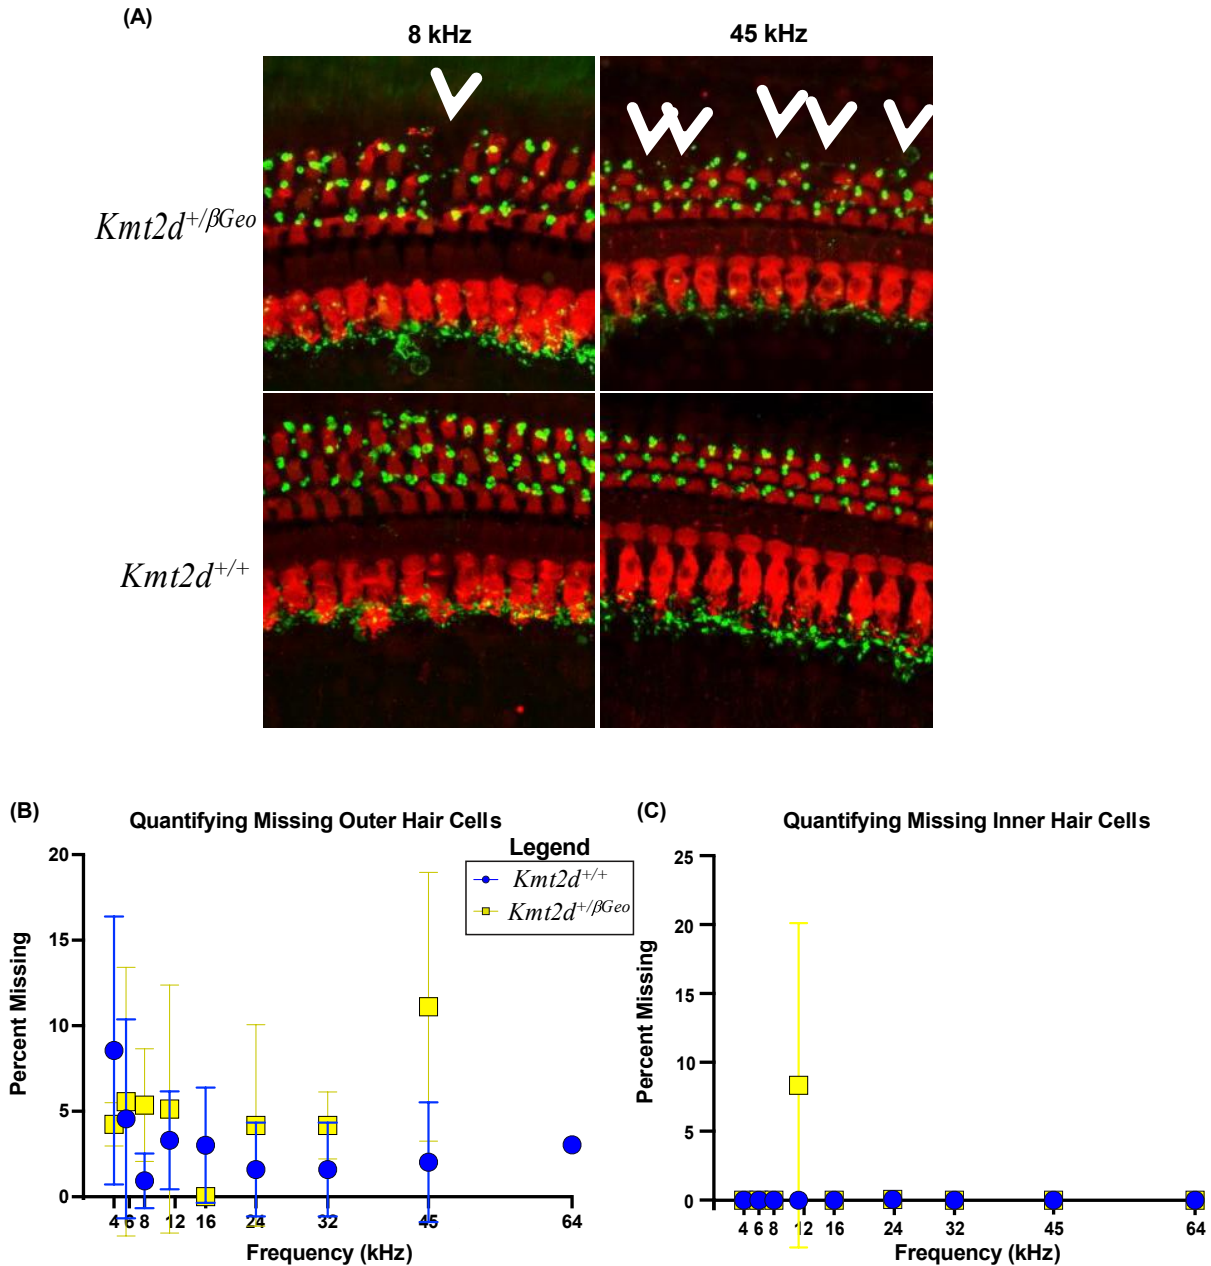 (A)
8 kHz 45 kHz
Kmt2d+/βGeo
Kmt2d+/+
(B)
Quantifying Missing Outer Hair Cells
Legend
Kmt2d+/+
Kmt2d+/βGeo
Percent Missing
20
15
10
5
0
4 6 8 12 16 24 32 45 64
Frequency (kHz)
(C)
Quantifying Missing Inner Hair Cells
Percent Missing
25
20
15
10
5
0
4 6 8 12 16 24 32 45 64
Frequency (kHz)